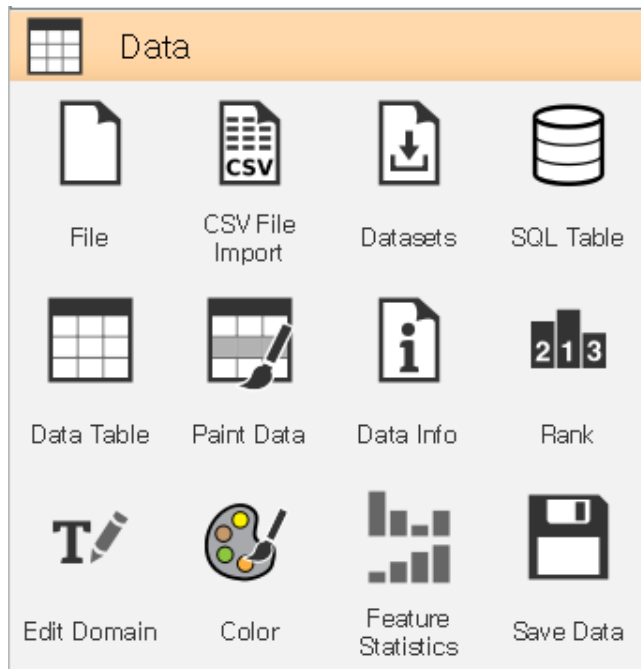 Data
CSV
File
CSV File
Import
Datasets
SQL Table
2 1 3
Data Table
Paint Data
Data Info
Rank
T
Edit Domain
Color
Feature
Statistics
Save Data